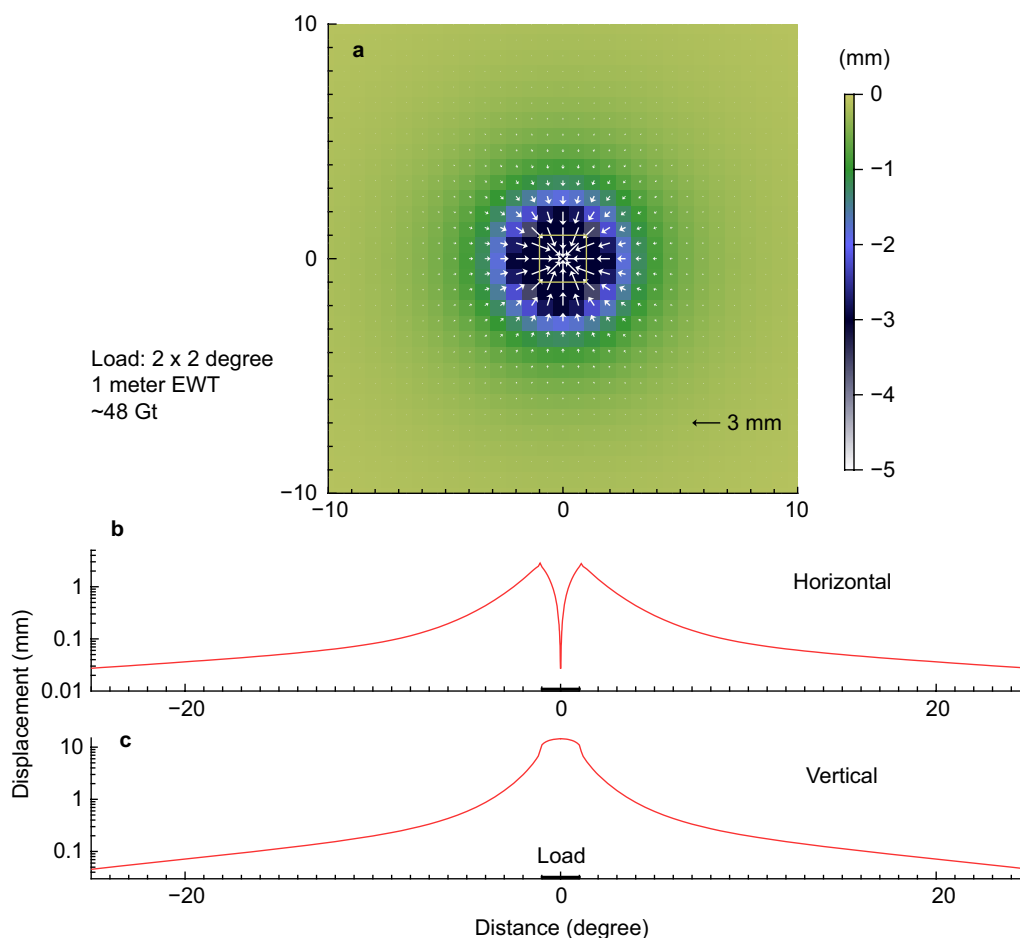 10
a
(mm)
0
−1
0
−2
−3
Load: 2 x 2 degree
1 meter EWT
~48 Gt
3 mm
−4
−10
−5
−10
0
10
b
1
Horizontal
0.1
0.01
−20
0
20
Displacement (mm)
c
10
Vertical
1
0.1
Load
−20
0
20
Distance (degree)